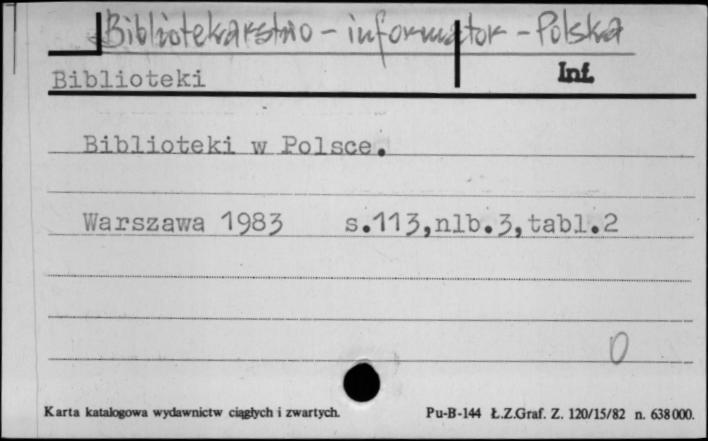 Bibliotekarstwo - informator - Polska
Biblioteki Inf.
Biblioteki w Polsce.
Warszawa 1983 s.113,nlb.3,tabl.2
0
Karta katalogowa wydawnictw ciągłych i zwartych. Pu-B-144 Ł.Z.Graf. Z. 120/15/82 n. 638000.